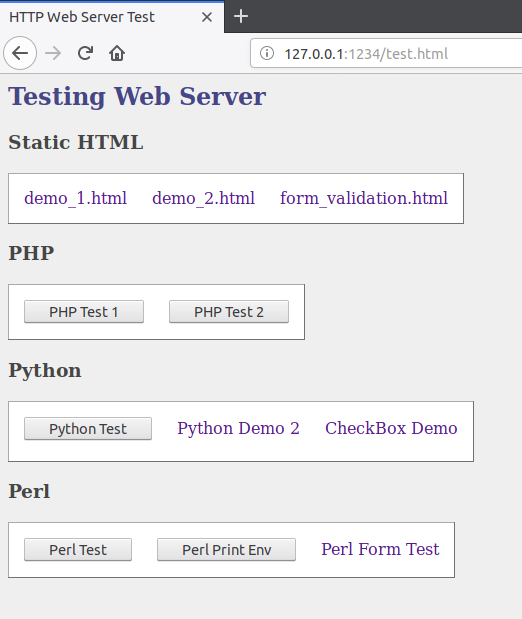 HTTP Web Server Test
127.0.0.1:1234/test.html
Testing Web Server
Static HTML
demo_1.html demo_2.html form_validation.html
PHP
PHP Test 1 PHP Test 2
Python
Python Test Python Demo 2 CheckBox Demo
Perl
Perl Test Perl Print Env Perl Form Test